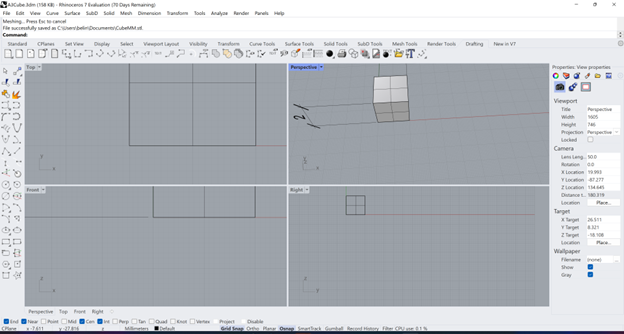 A3Cube.3dm (158 KB) - Rhinoceros 7 Evaluation (70 Days Remaining)
File Edit View Curve Surface SubD Solid Mesh Dimension Transform Tools Analyze Render Panels Help
Meshing... Press Esc to cancel
File successfully saved as C:\Users\belin\Documents\CubeMM.stl.
Command:
Standard CPlanes Set View Display Select Viewport Layout Visibility Transform Curve Tools Surface Tools Solid Tools SubD Tools Mesh Tools Render Tools Drafting New in V7
Top
Perspective
2
Front
Right
Properties: View properties
Viewport
Title Perspective
Width 1605
Height 746
Projection Perspective
Locked
Camera
Lens Leng... 50.0
Rotation 0.0
X Location 19.993
Y Location -87.277
Z Location 134.645
Distance t... 180.319
Location Place...
Target
X Target 26.511
Y Target 8.321
Z Target -18.108
Location Place...
Wallpaper
Filename (none) ...
Show
Gray
Perspective Top Front Right
End Near Point Mid Cen Int Perp Tan Quad Knot Vertex Project Disable
CPlane x -7.611 y -27.816 z Millimeters Default Grid Snap Ortho Planar Osnap SmartTrack Gumball Record History Filter CPU use: 0.1 %